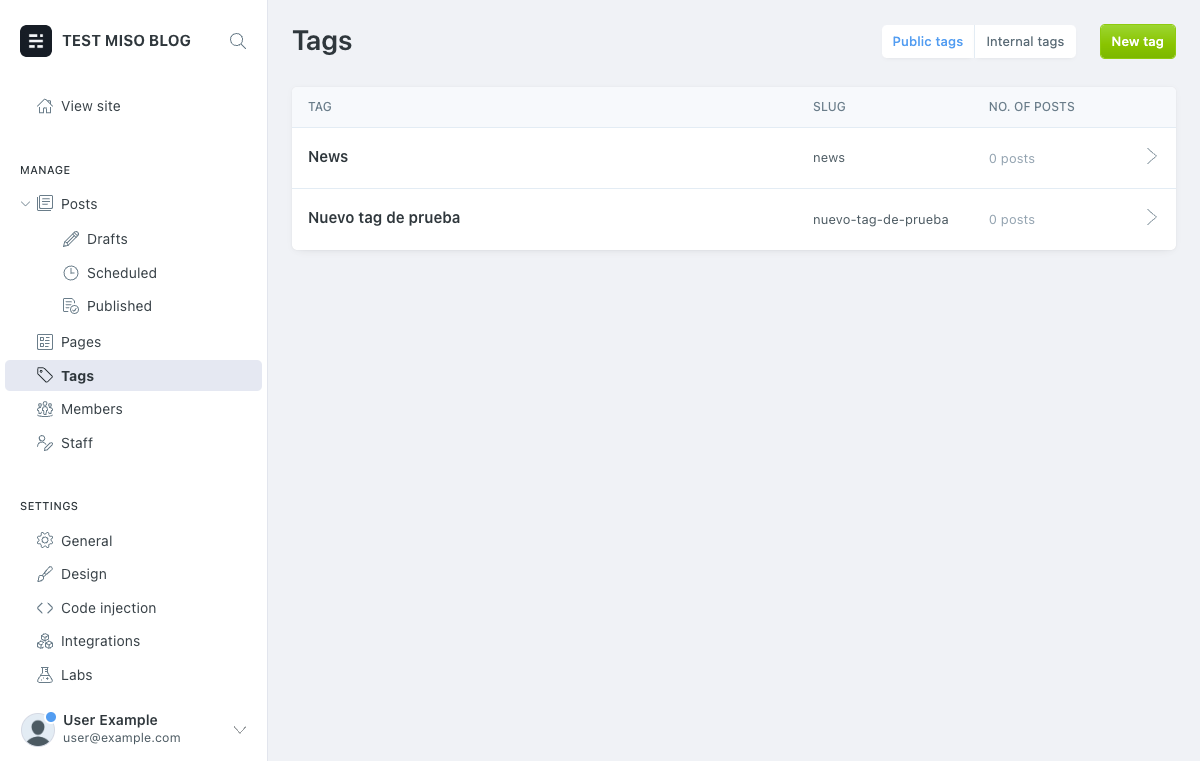 TEST MISO BLOG
View site
MANAGE
Posts
Drafts
Scheduled
Published
Pages
Tags
Members
Staff
SETTINGS
General
Design
Code injection
Integrations
Labs
User Example
user@example.com
Tags
Public tags Internal tags New tag
TAG SLUG NO. OF POSTS
News news 0 posts
Nuevo tag de prueba nuevo-tag-de-prueba 0 posts